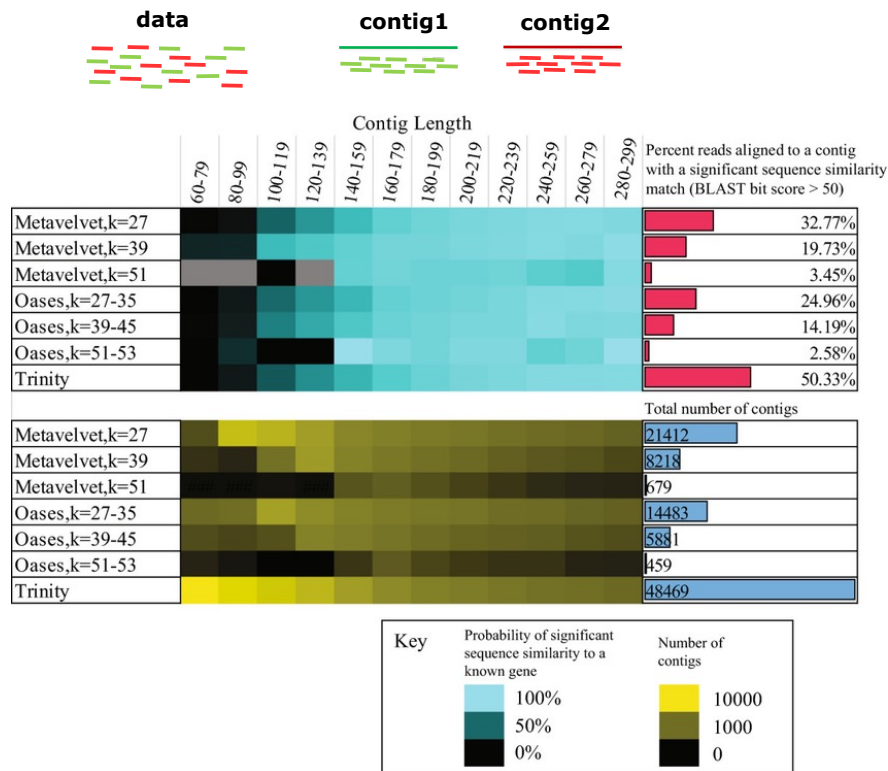 data
contig1
contig2
Contig Length
60-79
80-99
100-119
120-139
140-159
160-179
180-199
200-219
220-239
240-259
260-279
280-299
Percent reads aligned to a contig
with a significant sequence similarity
match (BLAST bit score > 50)
Metavelvet,k=27 32.77%
Metavelvet,k=39 19.73%
Metavelvet,k=51 3.45%
Oases,k=27-35 24.96%
Oases,k=39-45 14.19%
Oases,k=51-53 2.58%
Trinity 50.33%
Total number of contigs
Metavelvet,k=27 21412
Metavelvet,k=39 8218
Metavelvet,k=51 ### ### ### 679
Oases,k=27-35 14483
Oases,k=39-45 5881
Oases,k=51-53 459
Trinity 48469
Key
Probability of significant
sequence similarity to a
known gene
100%
50%
0%
Number of
contigs
10000
1000
0